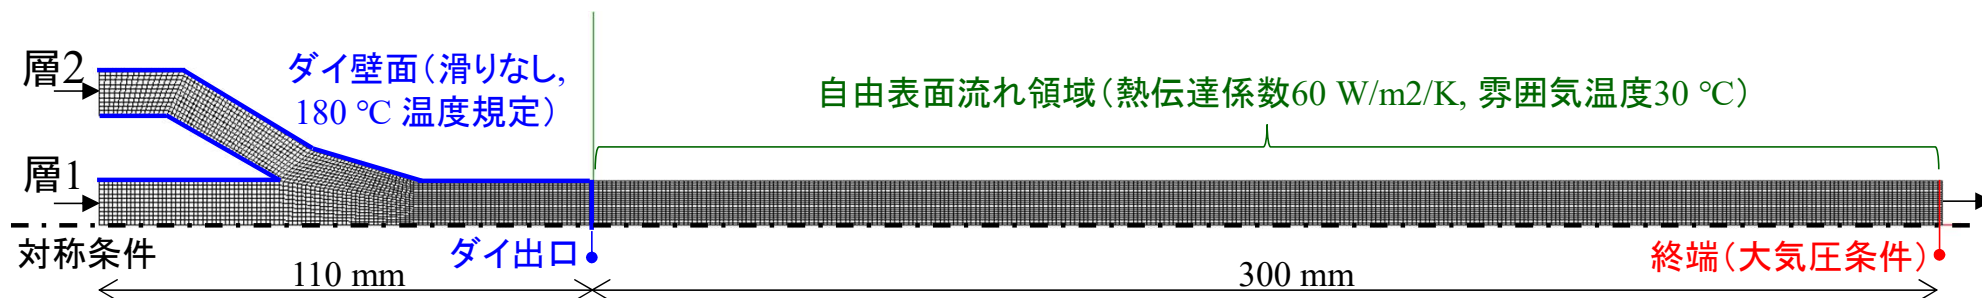 層2
ダイ壁面（滑りなし,
180 ℃ 温度規定）
自由表面流れ領域（熱伝達係数60 W/m2/K, 雰囲気温度30 ℃）
層1
対称条件
ダイ出口
終端（大気圧条件）
110 mm
300 mm